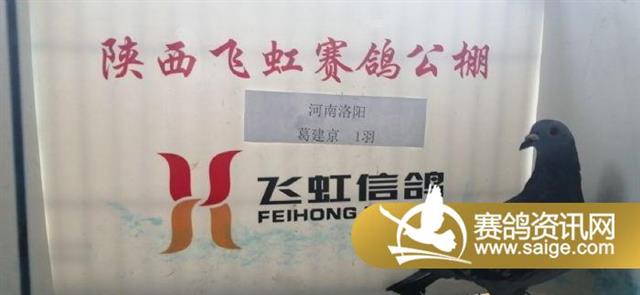 陕西飞虹赛鸽公棚
河南洛阳
葛建京 1羽
飞虹信鸽
FEIHONG
赛鸽资讯网
www.saige.com